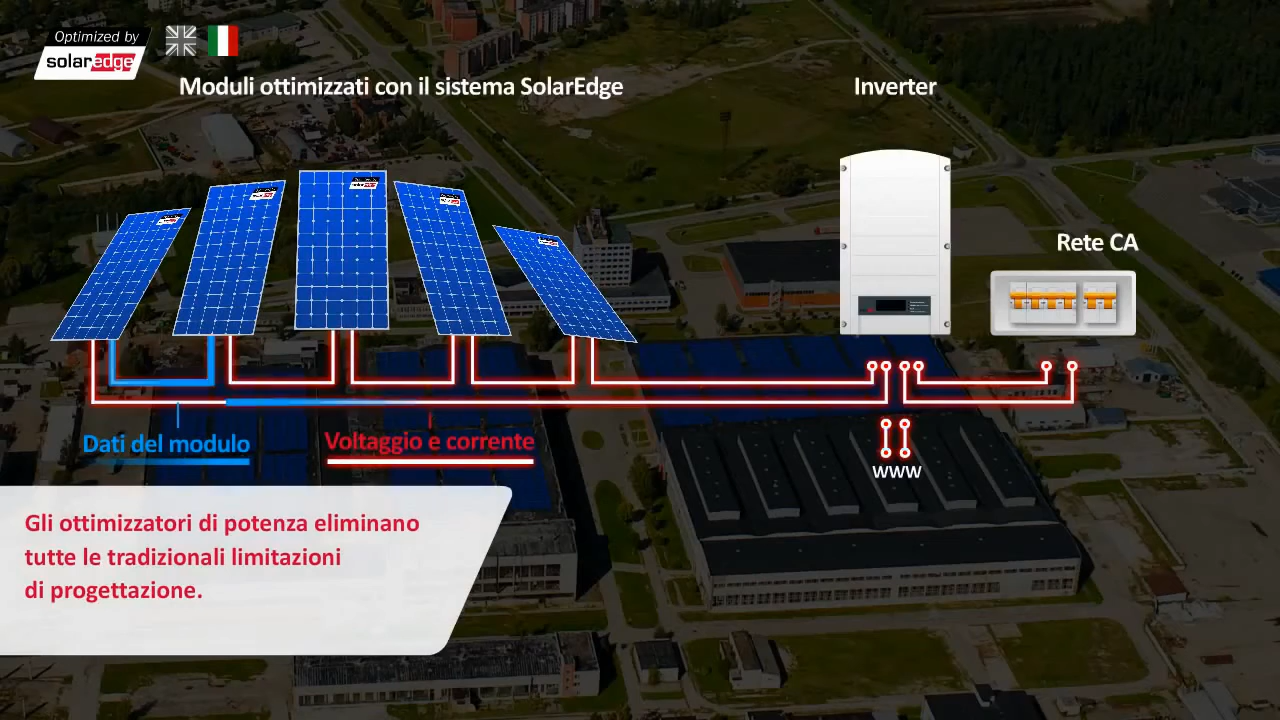 Optimized by
solaredge
Moduli ottimizzati con il sistema SolarEdge
Inverter
Rete CA
Dati del modulo
Voltaggio e corrente
www
Gli ottimizzatori di potenza eliminano
tutte le tradizionali limitazioni
di progettazione.